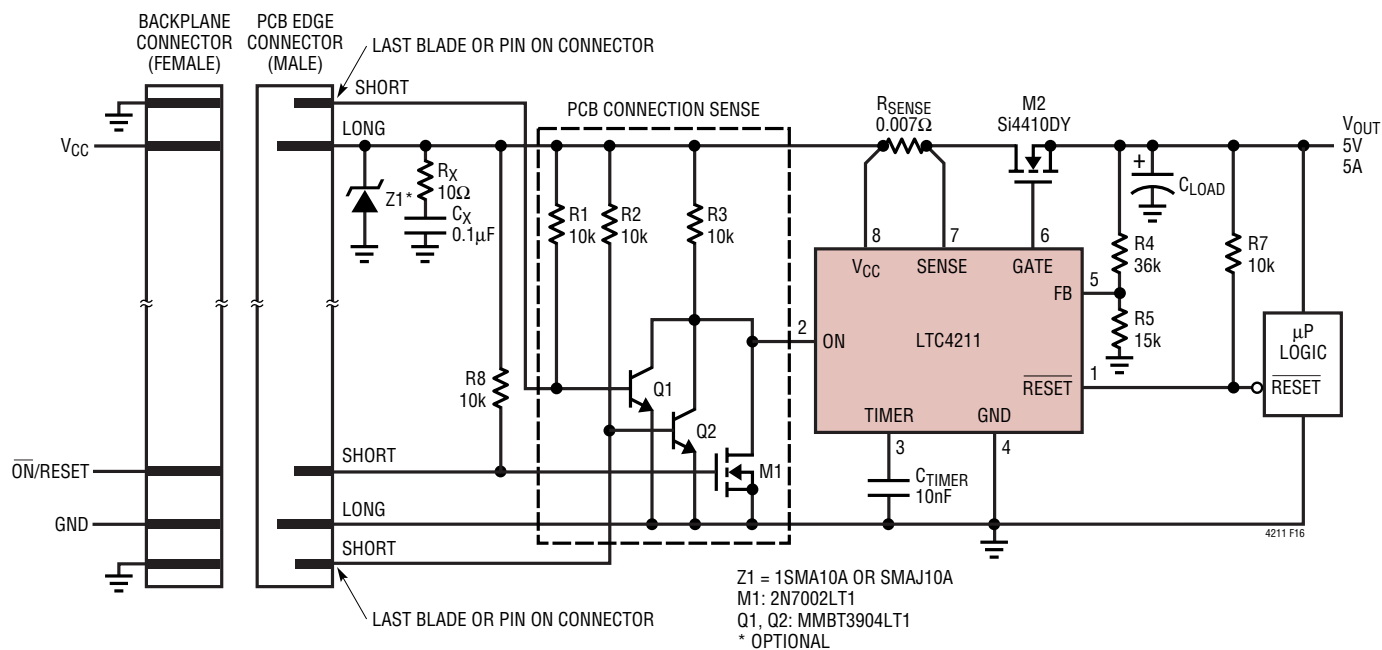 BACKPLANE
CONNECTOR
(FEMALE)
PCB EDGE
CONNECTOR
(MALE)
LAST BLADE OR PIN ON CONNECTOR
SHORT
PCB CONNECTION SENSE
RSENSE
0.007Ω
M2
Si4410DY
VCC
LONG
VOUT
5V
5A
Z1*
RX
10Ω
CX
0.1μF
R1
10k
R2
10k
R3
10k
+
CLOAD
8
7
6
VCC
SENSE
GATE
R4
36k
R7
10k
FB
5
2
ON
LTC4211
R5
15k
μP
LOGIC
RESET
R8
10k
Q1
RESET
1
TIMER
GND
Q2
3
4
ON/RESET
SHORT
M1
CTIMER
10nF
GND
LONG
4211 F16
SHORT
Z1 = 1SMA10A OR SMAJ10A
M1: 2N7002LT1
Q1, Q2: MMBT3904LT1
* OPTIONAL
LAST BLADE OR PIN ON CONNECTOR